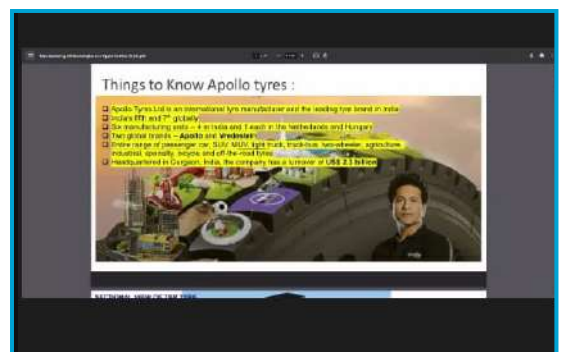 Things to Know Apollo tyres :
Apollo Tyres Ltd is an international tyre manufacturer and the leading tyre brand in India
India's fifth and 7th globally
Six manufacturing units – 4 in India and 1 each in the Netherlands and Hungary
Two global brands – Apollo and Vredestein
Entire range of passenger car, SUV, MUV, light truck, truck-bus, two-wheeler, agriculture,
industrial, specialty, bicycle and off-the-road tyres
Headquartered in Gurgaon, India, the company has a turnover of US$ 2.3 billion